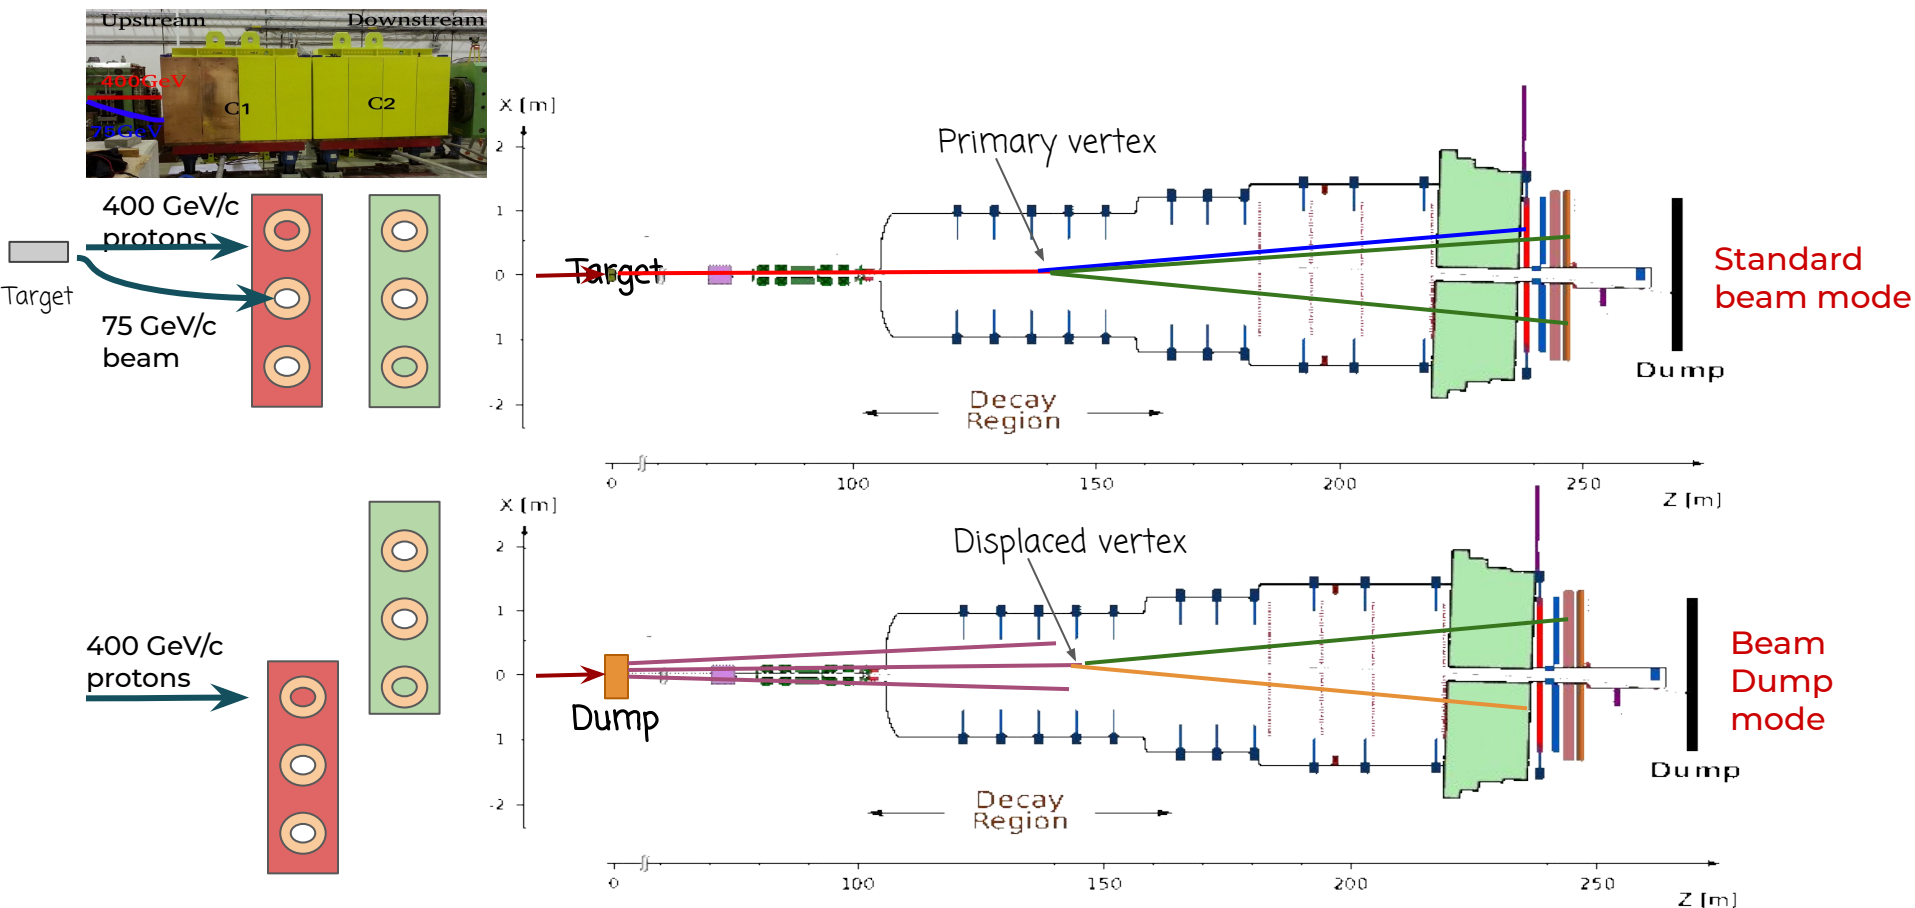 Upstream
Downstream
400GeV
75GeV
C1
C2
400 GeV/c
protons
Target
75 GeV/c
beam
X [m]
2
1
0
1
-2
Target
Primary vertex
Decay
Region
Dump
Standard
beam mode
0
100
150
200
250
Z [m]
400 GeV/c
protons
X [m]
2
1
0
1
-2
Dump
Displaced vertex
Decay
Region
Dump
Beam
Dump
mode
0
100
150
200
250
Z [m]